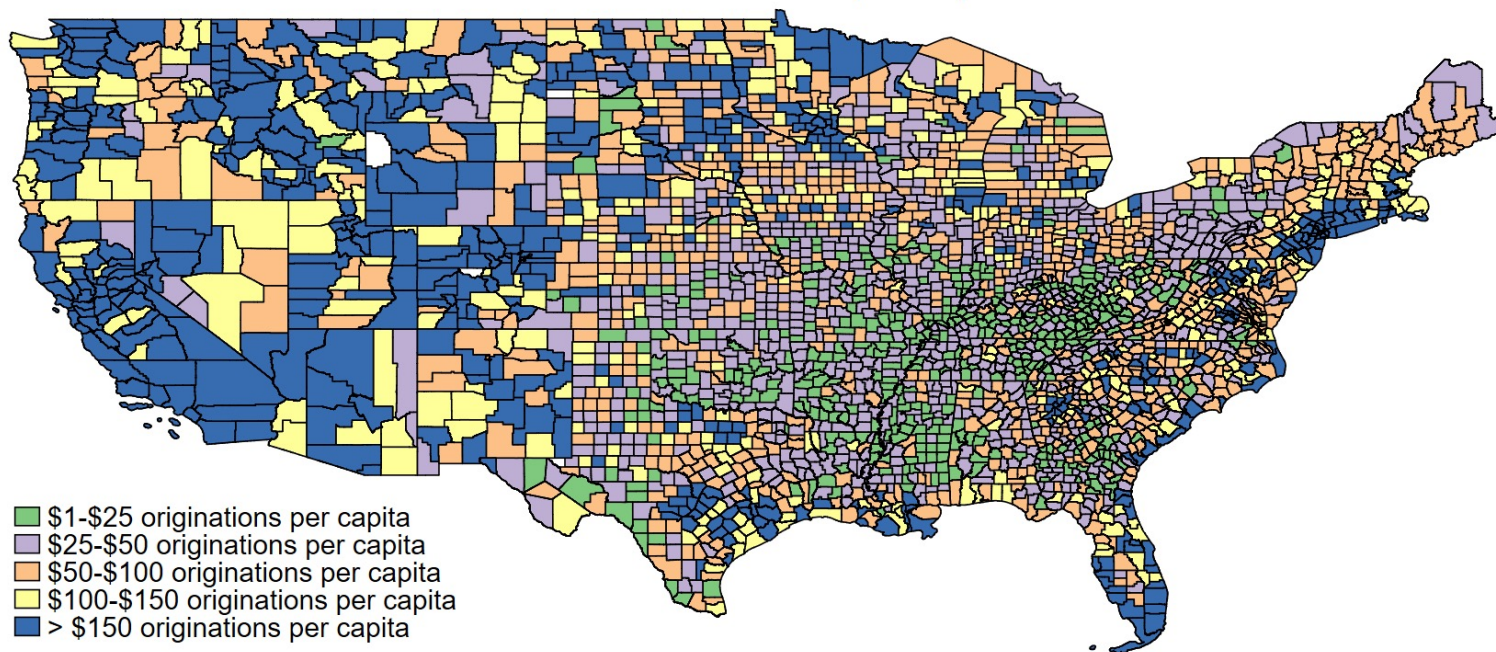 $1-$25 originations per capita
$25-$50 originations per capita
$50-$100 originations per capita
$100-$150 originations per capita
> $150 originations per capita